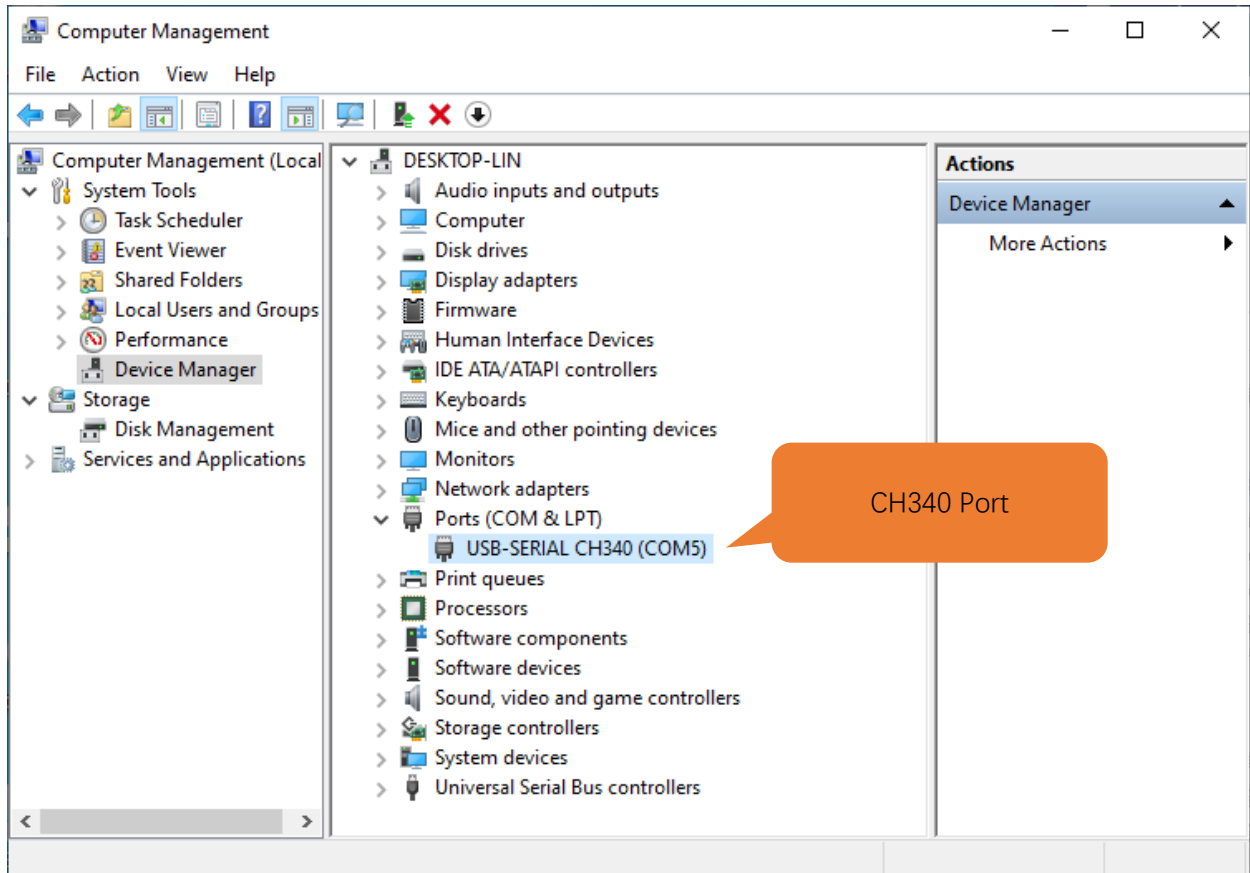 Computer Management
File Action View Help
Computer Management (Local
System Tools
Task Scheduler
Event Viewer
Shared Folders
Local Users and Groups
Performance
Device Manager
Storage
Disk Management
Services and Applications
DESKTOP-LIN
Audio inputs and outputs
Computer
Disk drives
Display adapters
Firmware
Human Interface Devices
IDE ATA/ATAPI controllers
Keyboards
Mice and other pointing devices
Monitors
Network adapters
Ports (COM & LPT)
USB-SERIAL CH340 (COM5)
Print queues
Processors
Software components
Software devices
Sound, video and game controllers
Storage controllers
System devices
Universal Serial Bus controllers
CH340 Port
Actions
Device Manager
More Actions